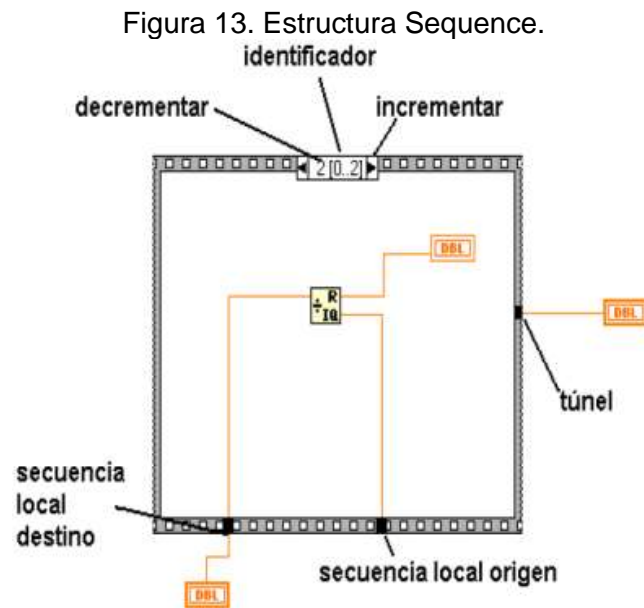 Figura 13. Estructura Sequence.
identificador
decrementar
incrementar
2 [0..2]
DBL
R
IQ
DBL
túnel
secuencia
local
destino
secuencia local origen
DBL